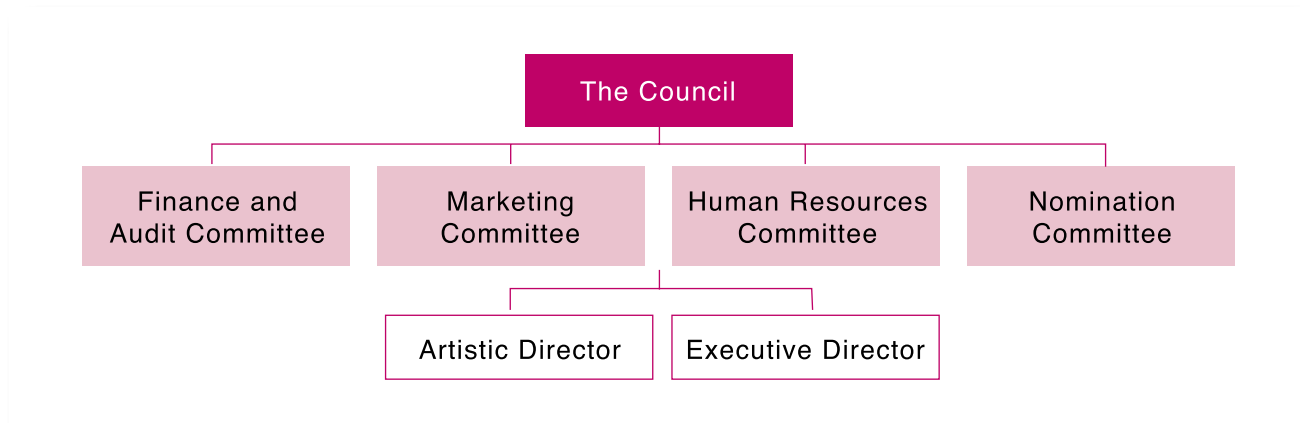 The Council
Finance and
Audit Committee
Marketing
Committee
Human Resources
Committee
Nomination
Committee
Artistic Director
Executive Director